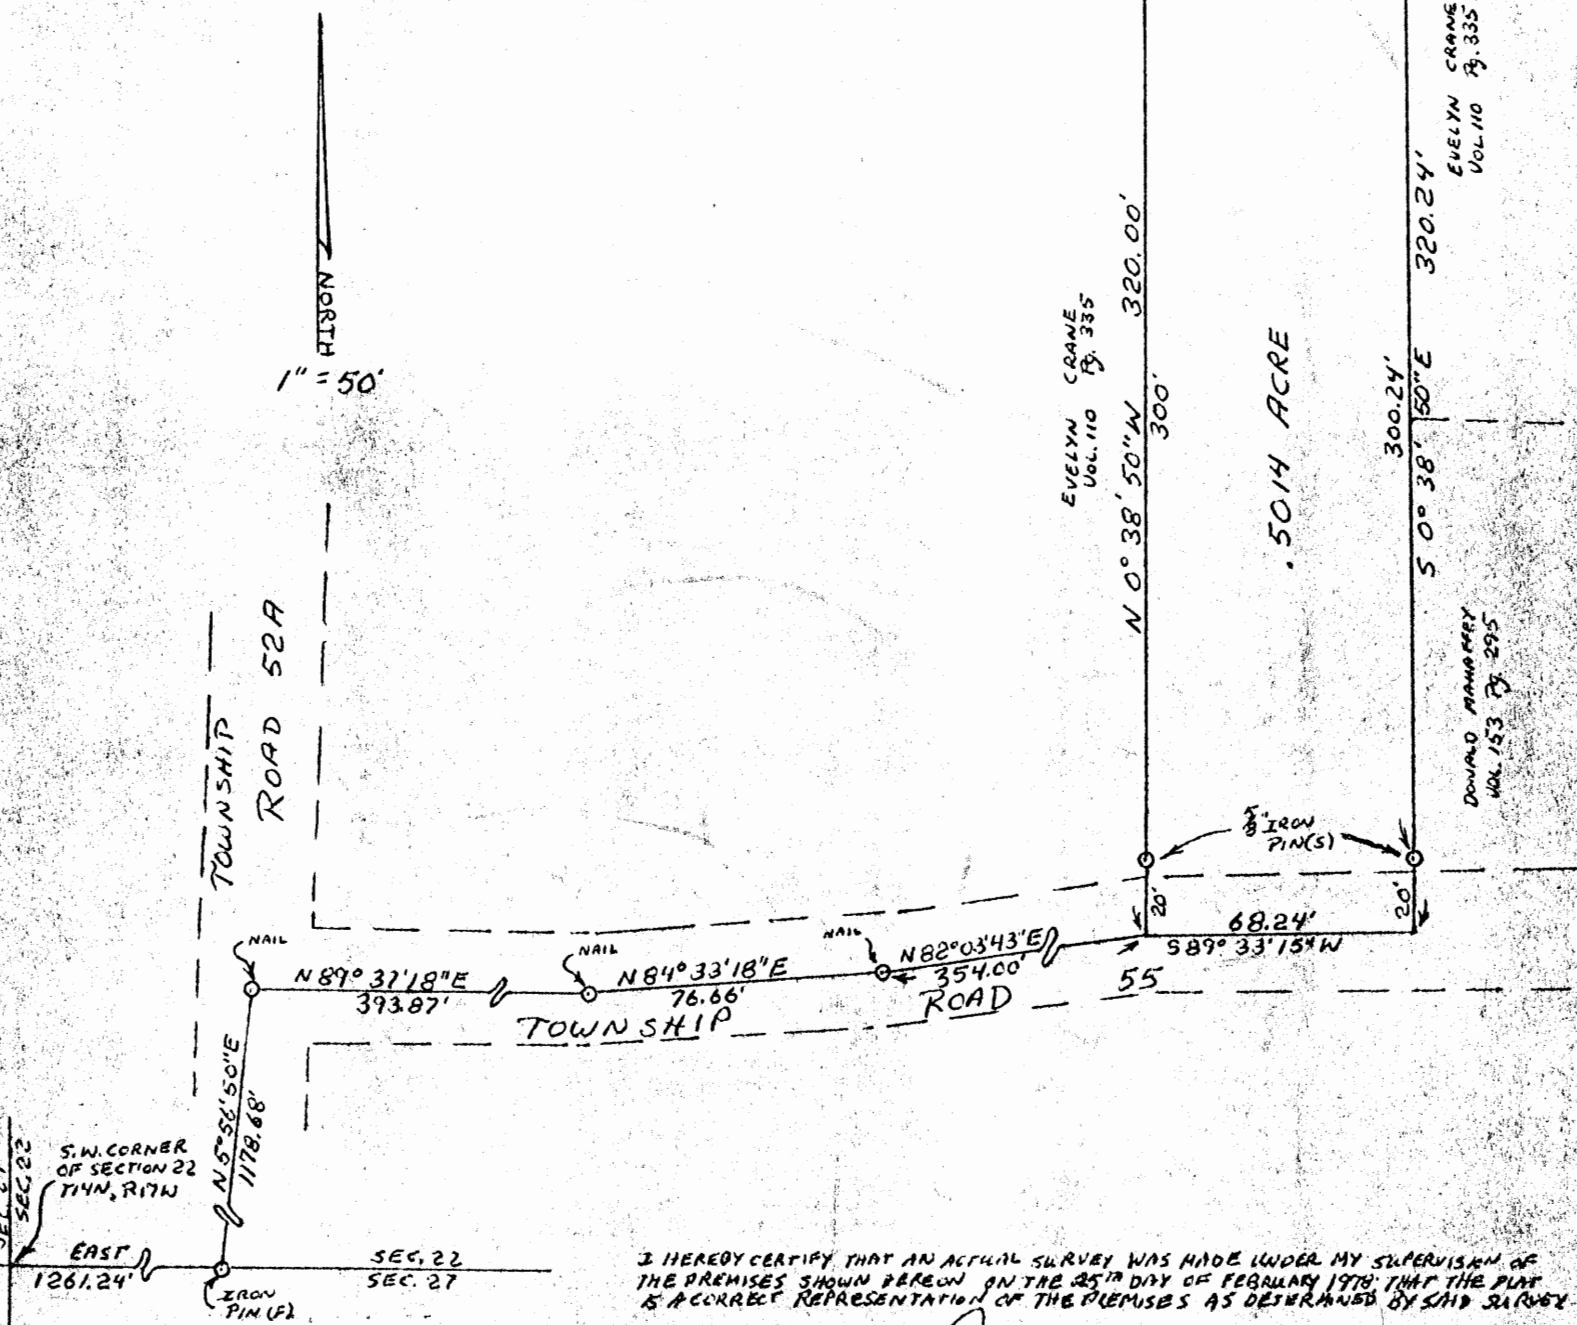 EVELYN CRANE
VOL 110 Pg. 335
NORTH
1" = 50'
EVELYN CRANE
VOL. 110 Pg. 335
N 0° 38' 50" W 320.00'
300'
.5014 ACRE
300.24'
S 0° 38' 50" E 320.24'
DONALD MAHAFFEY
VOL. 153 Pg. 295
TOWNSHIP
ROAD 52A
5/8" IRON
PIN(S)
20'
20'
68.24'
S 89° 33' 15" W
NAIL
NAIL
NAIL
N 89° 37' 18" E
393.87'
N 84° 33' 18" E
76.66'
N 82° 03' 43" E
354.00'
TOWNSHIP ROAD 55
N 5° 56' 50" E
1178.68'
SEC. 22
S.W. CORNER
OF SECTION 22
T14N, R17W
EAST
1261.24'
SEC. 22
SEC. 27
IRON
PIN (F)
I HEREBY CERTIFY THAT AN ACTUAL SURVEY WAS MADE UNDER MY SUPERVISION OF
THE PREMISES SHOWN HEREON ON THE 25TH DAY OF FEBRUARY 1978; THAT THE PLAT
IS A CORRECT REPRESENTATION OF THE PREMISES AS DETERMINED BY SAID SURVEY